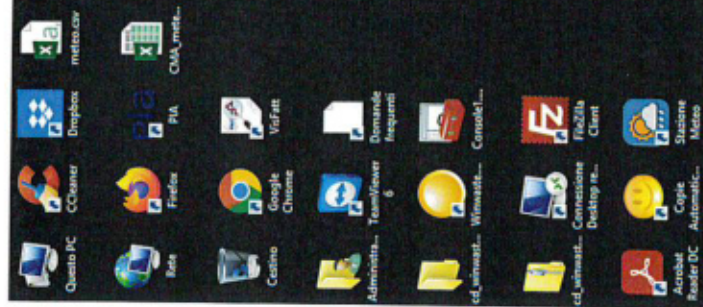 Questo PC
CCleaner
Dropbox
meteo.csv
Rete
Firefox
PIA
CMA_mete...
Cestino
Google
Chrome
VisFatt
Administra...
TeamViewer
6
Domande
frequenti
cd_winwast...
Winwaste....
Console1....
cd_winwast...
Connessione
Desktop re...
FileZilla
Client
Acrobat
Reader DC
Copie
Automatic...
Stazione
Meteo